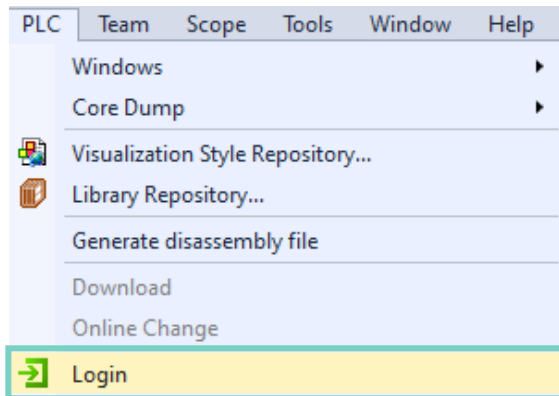 PLC Team Scope Tools Window Help
Windows
Core Dump
Visualization Style Repository...
Library Repository...
Generate disassembly file
Download
Online Change
Login